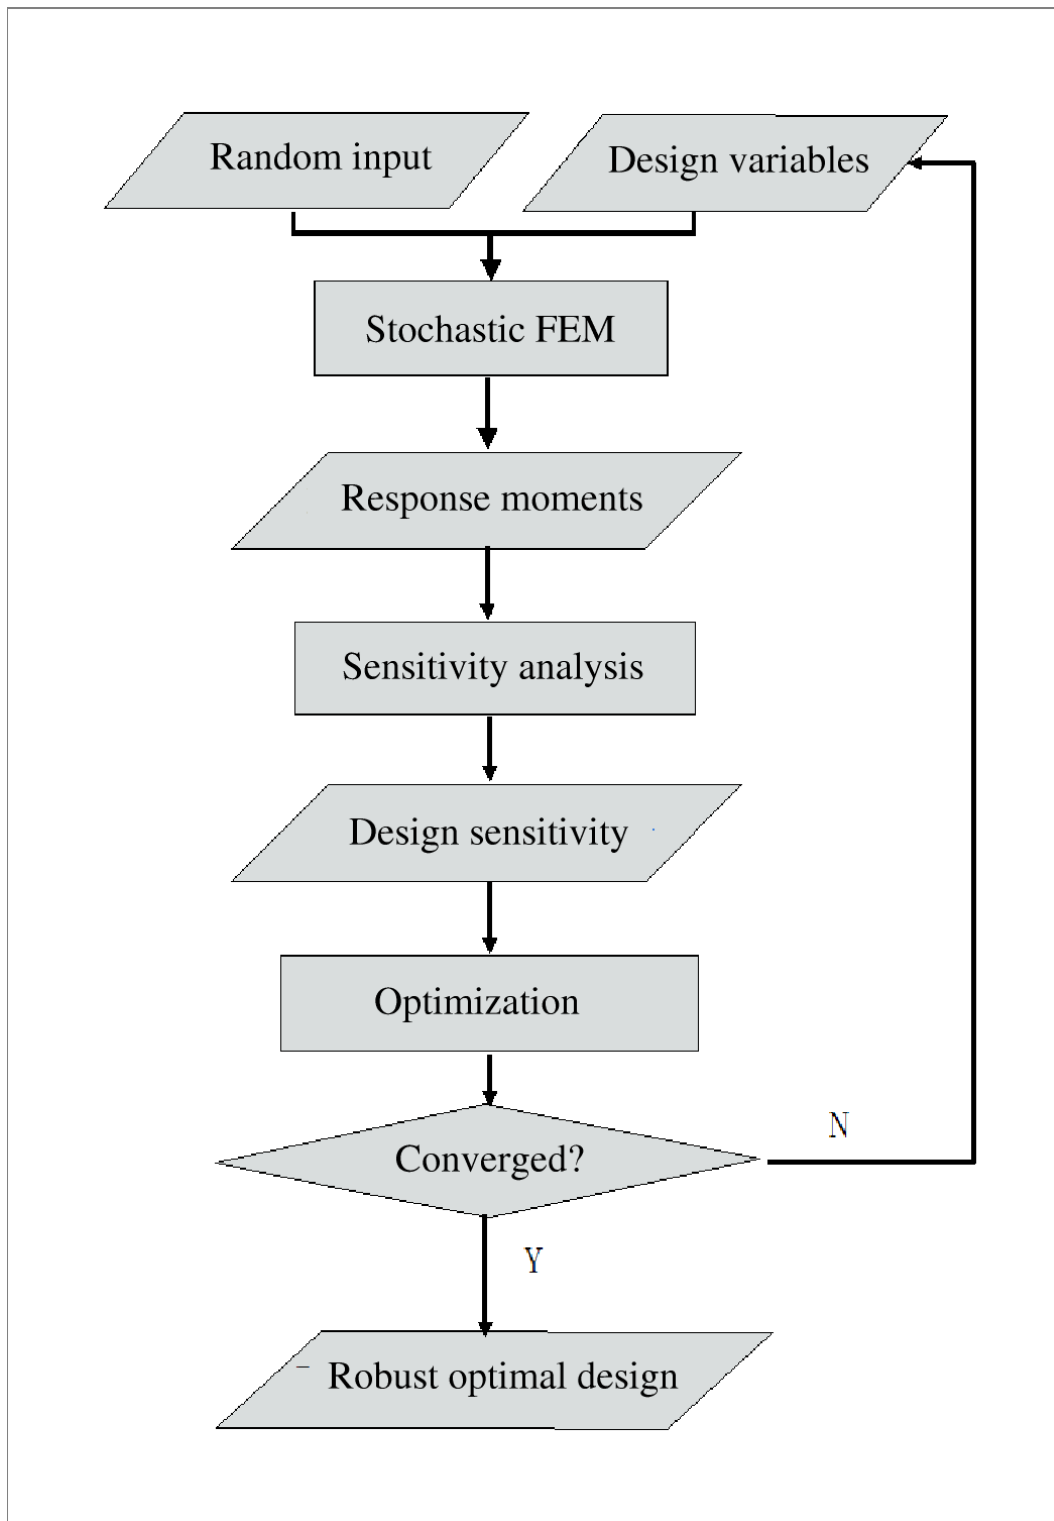 Random input
Design variables
Stochastic FEM
Response moments
Sensitivity analysis
Design sensitivity
Optimization
Converged?
N
Y
Robust optimal design